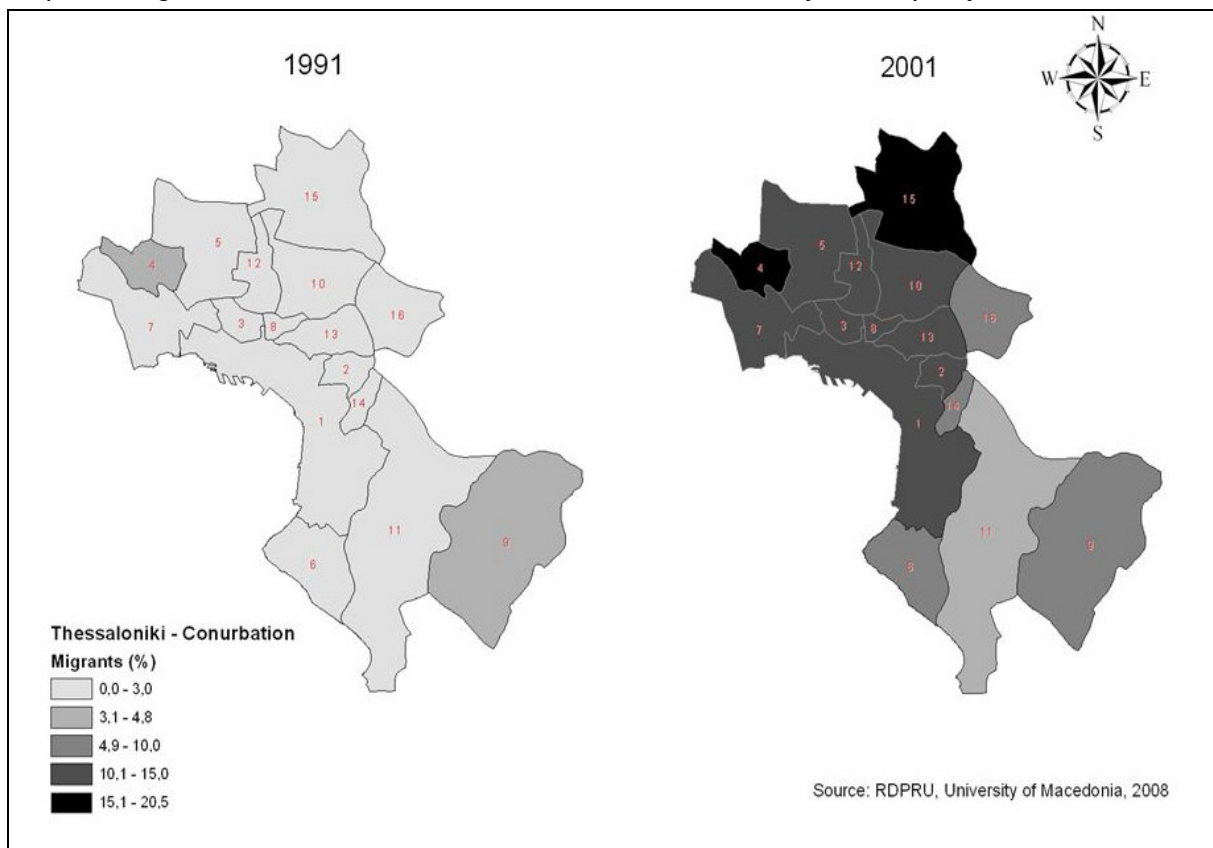 1991
2001
N
W
E
S
15
5
4
12
10
7
3
8
16
13
2
14
1
11
9
6
15
5
4
12
10
7
3
8
16
13
2
14
1
11
9
6
Thessaloniki - Conurbation
Migrants (%)
0,0 - 3,0
3,1 - 4,8
4,9 - 10,0
10,1 - 15,0
15,1 - 20,5
Source: RDPRU, University of Macedonia, 2008